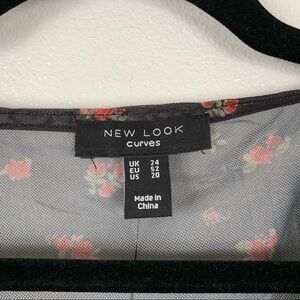 NEW LOOK
curves
UK 24
EU 52
US 20
Made in
China